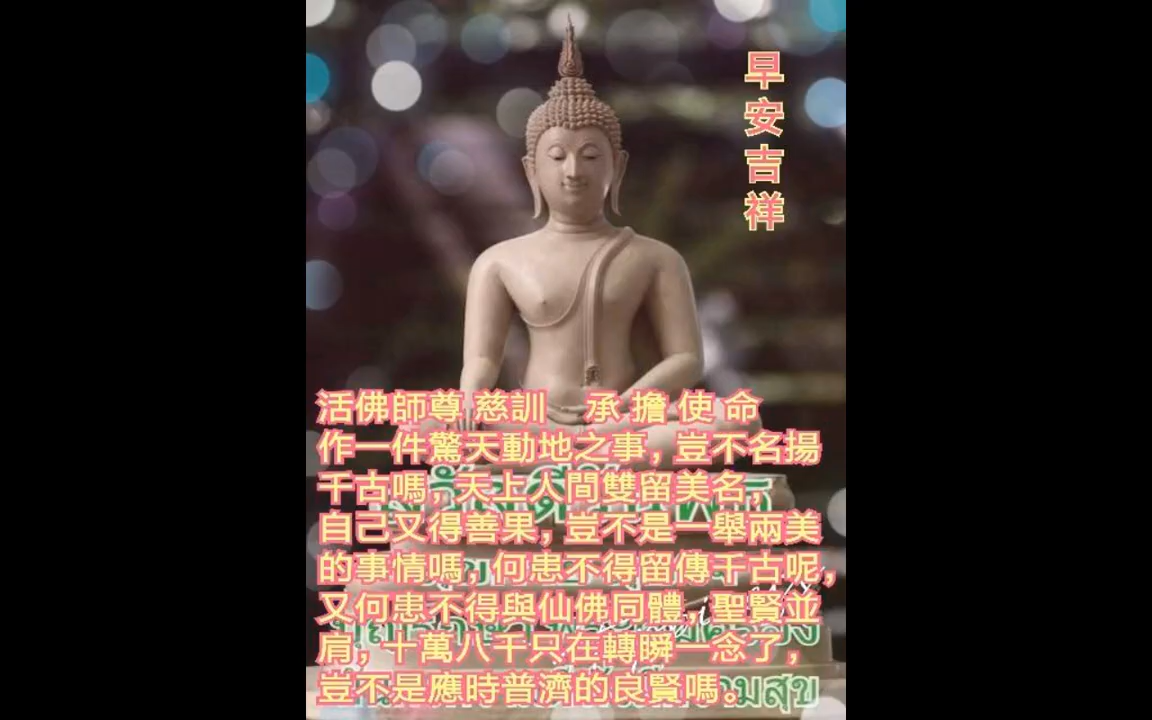 早安吉祥
活佛師尊 慈訓　承 擔 使 命
作一件驚天動地之事, 豈不名揚
千古嗎, 天上人間雙留美名,
自己又得善果, 豈不是一舉兩美
的事情嗎, 何患不得留傳千古呢,
又何患不得與仙佛同體, 聖賢並
肩, 十萬八千只在轉瞬一念了,
豈不是應時普濟的良賢嗎。